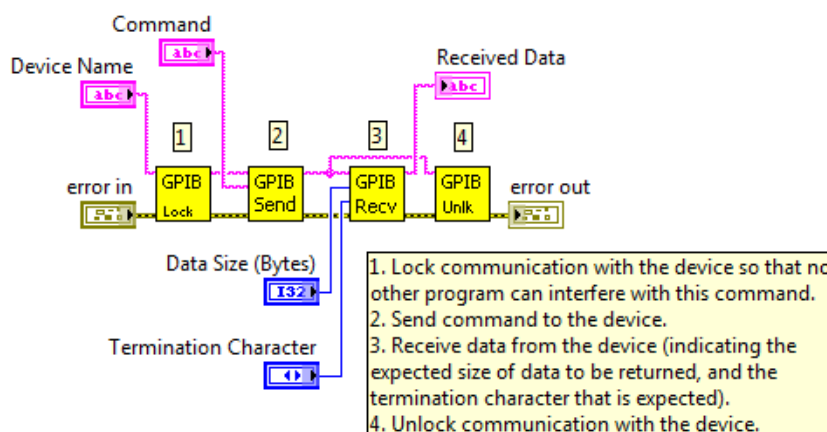 Command
abc
Device Name
abc
Received Data
abc
1
2
3
4
error in
GPIB
Lock
GPIB
Send
GPIB
Recv
GPIB
Unlk
error out
Data Size (Bytes)
I32
Termination Character
1. Lock communication with the device so that no
other program can interfere with this command.
2. Send command to the device.
3. Receive data from the device (indicating the
expected size of data to be returned, and the
termination character that is expected).
4. Unlock communication with the device.